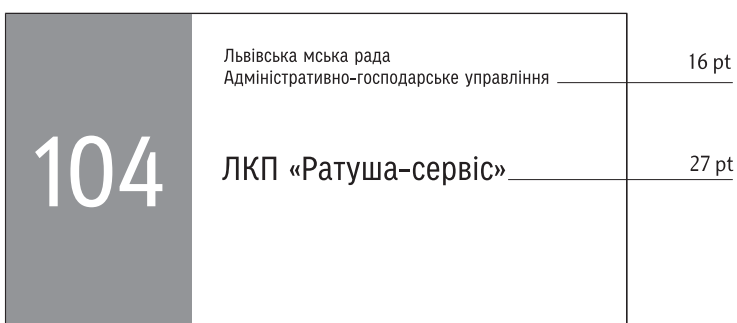 Львівська мська рада
Адміністративно-господарське управління
16 pt
104
ЛКП «Ратуша-сервіс»
27 pt